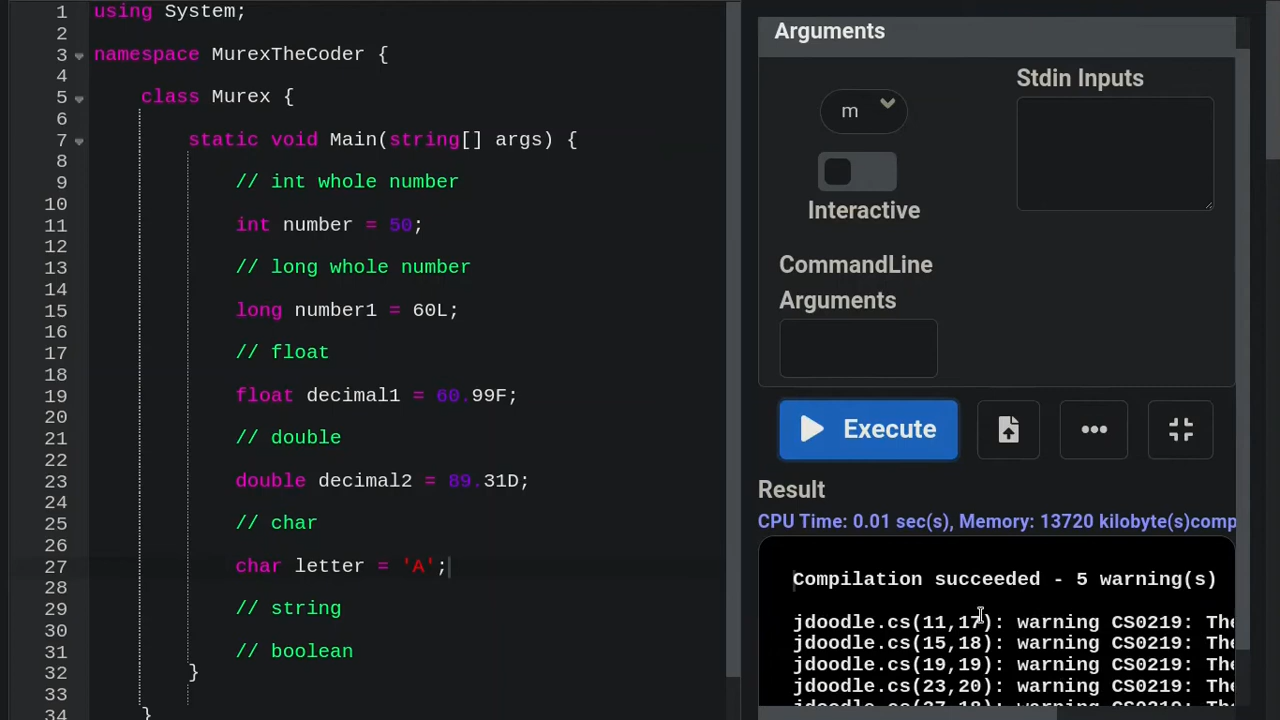 1 using System;
2
3 namespace MurexTheCoder {
4
5 class Murex {
6
7 static void Main(string[] args) {
8
9 // int whole number
10
11 int number = 50;
12
13 // long whole number
14
15 long number1 = 60L;
16
17 // float
18
19 float decimal1 = 60.99F;
20
21 // double
22
23 double decimal2 = 89.31D;
24
25 // char
26
27 char letter = 'A';
28
29 // string
30
31 // boolean
32 }
33
34 }
Arguments
m
Stdin Inputs
Interactive
CommandLine
Arguments
Execute
Result
CPU Time: 0.01 sec(s), Memory: 13720 kilobyte(s)comp
Compilation succeeded - 5 warning(s)
jdoodle.cs(11,17): warning CS0219: The
jdoodle.cs(15,18): warning CS0219: The
jdoodle.cs(19,19): warning CS0219: The
jdoodle.cs(23,20): warning CS0219: The